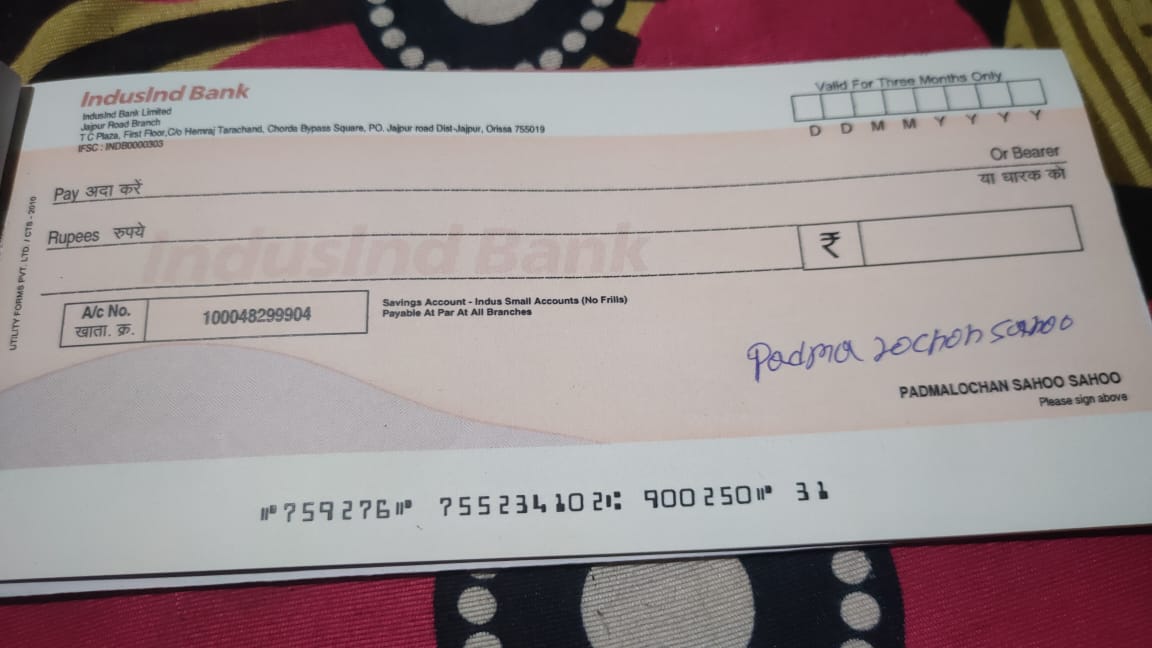 IndusInd Bank
IndusInd Bank Limited
Jajpur Road Branch
T C Plaza, First Floor,C/o Hemraj Tarachand, Chorda Bypass Square, PO. Jajpur road Dist-Jajpur, Orissa 755019
IFSC : INDB0000303
Valid For Three Months Only
D D M M Y Y Y Y
Pay अदा करें
Or Bearer
या धारक को
Rupees रुपये
₹
IndusInd Bank
A/c No.
खाता. क्र.
100048299904
Savings Account - Indus Small Accounts (No Frills)
Payable At Par At All Branches
Padma lochan sahoo
PADMALOCHAN SAHOO SAHOO
Please sign above
UTILITY FORMS PVT. LTD. / CTS - 2010
⑈759276⑈ 755234102⑆ 900250⑈ 31